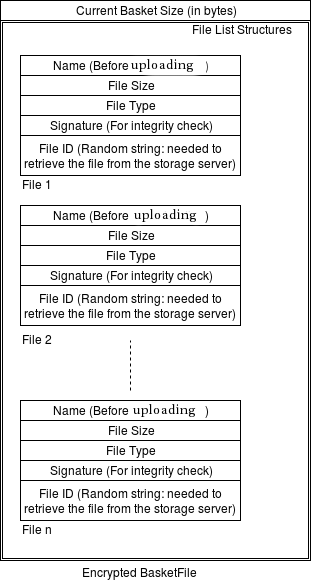 Current Basket Size (in bytes)
File List Structures
Name (Before uploading )
File Size
File Type
Signature (For integrity check)
File ID (Random string: needed to
retrieve the file from the storage server)
File 1
Name (Before uploading )
File Size
File Type
Signature (For integrity check)
File ID (Random string: needed to
retrieve the file from the storage server)
File 2
Name (Before uploading )
File Size
File Type
Signature (For integrity check)
File ID (Random string: needed to
retrieve the file from the storage server)
File n
Encrypted BasketFile